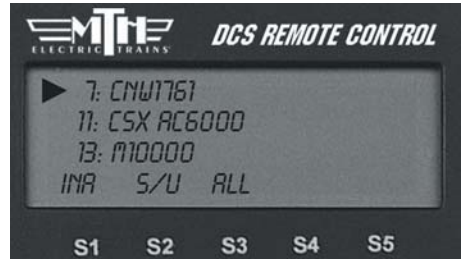 MTH
ELECTRIC TRAINS
DCS REMOTE CONTROL
7: CNW1761
11: CSX AC6000
13: M10000
INA S/U ALL
S1 S2 S3 S4 S5